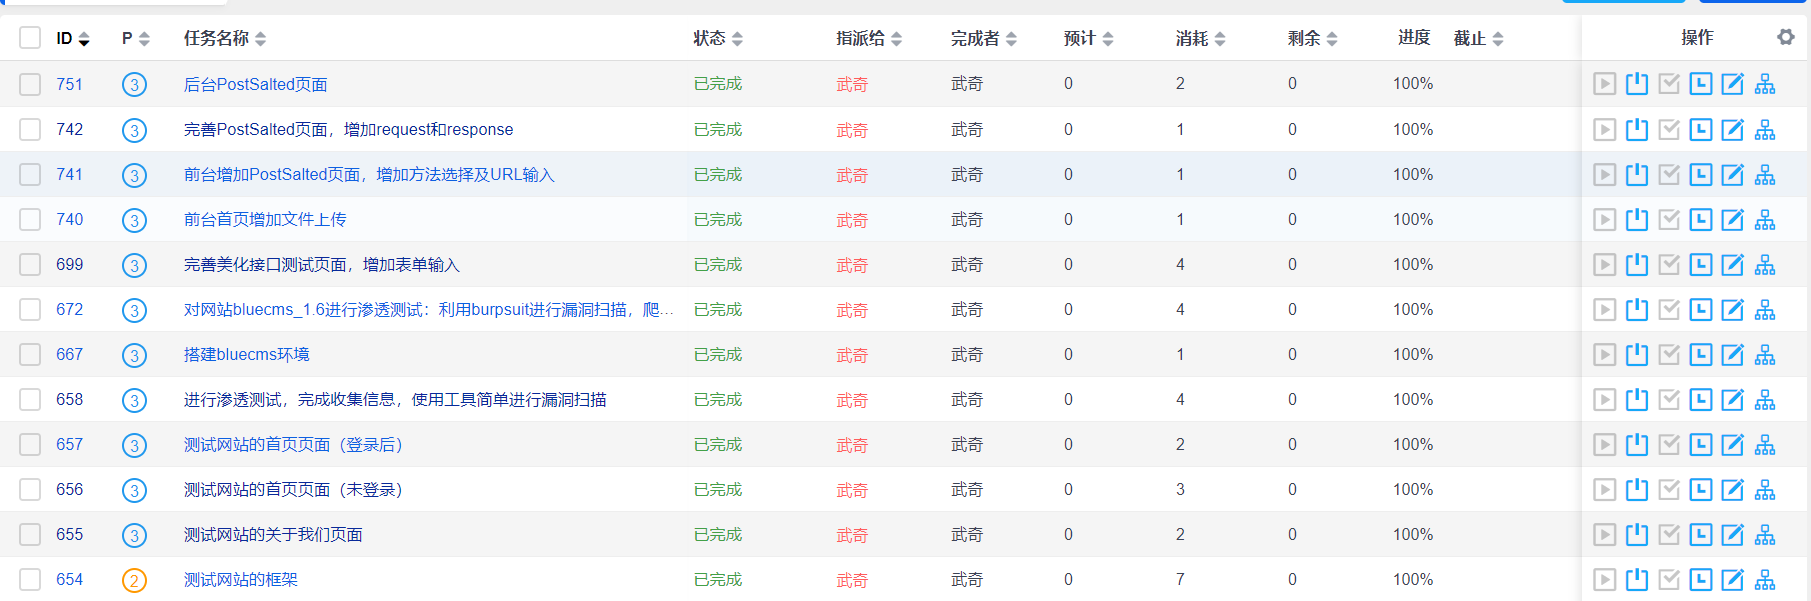 ID P 任务名称 状态 指派给 完成者 预计 消耗 剩余 进度 截止 操作
751 3 后台PostSalted页面 已完成 武奇 武奇 0 2 0 100%
742 3 完善PostSalted页面，增加request和response 已完成 武奇 武奇 0 1 0 100%
741 3 前台增加PostSalted页面，增加方法选择及URL输入 已完成 武奇 武奇 0 1 0 100%
740 3 前台首页增加文件上传 已完成 武奇 武奇 0 1 0 100%
699 3 完善美化接口测试页面，增加表单输入 已完成 武奇 武奇 0 4 0 100%
672 3 对网站bluecms_1.6进行渗透测试：利用burpsuit进行漏洞扫描，爬... 已完成 武奇 武奇 0 4 0 100%
667 3 搭建bluecms环境 已完成 武奇 武奇 0 1 0 100%
658 3 进行渗透测试，完成收集信息，使用工具简单进行漏洞扫描 已完成 武奇 武奇 0 4 0 100%
657 3 测试网站的首页页面（登录后） 已完成 武奇 武奇 0 2 0 100%
656 3 测试网站的首页页面（未登录） 已完成 武奇 武奇 0 3 0 100%
655 3 测试网站的关于我们页面 已完成 武奇 武奇 0 2 0 100%
654 2 测试网站的框架 已完成 武奇 武奇 0 7 0 100%